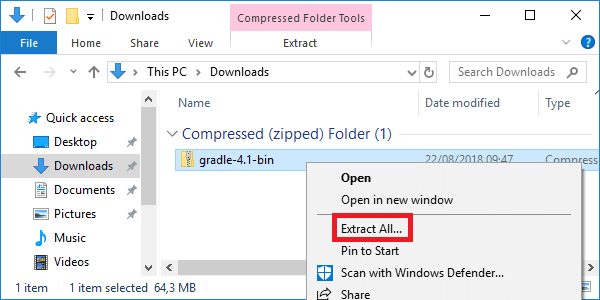 Downloads
Compressed Folder Tools
File
Home
Share
View
Extract
This PC
Downloads
Search Downloads
Name
Date modified
Type
Quick access
Desktop
Downloads
Documents
Pictures
Music
Videos
Compressed (zipped) Folder (1)
gradle-4.1-bin
22/08/2018 09:47
Compresse
Open
Open in new window
Extract All...
Pin to Start
Scan with Windows Defender...
Share
1 item
1 item selected 64,3 MB